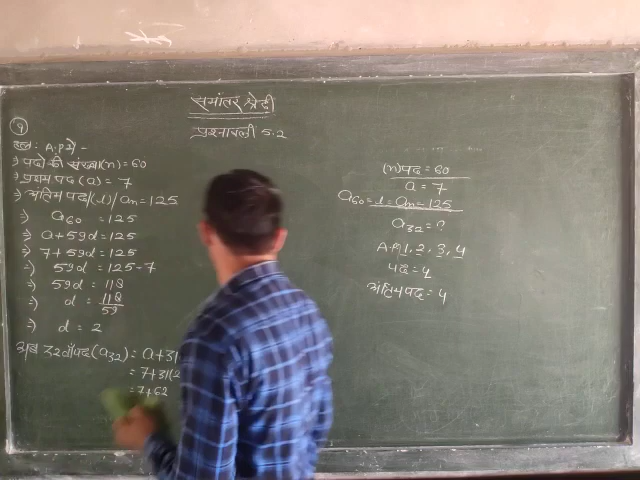 समांतर श्रेढ़ी
प्रश्नावली 5.2
9
हल: A.P में -
⇒ पदों की संख्या (n) = 60
⇒ प्रथम पद (a) = 7
⇒ अंतिम पद/(l)/an = 125
⇒ a60 = 125
⇒ a+59d = 125
⇒ 7+59d = 125
⇒ 59d = 125-7
⇒ 59d = 118
⇒ d = 118/59
⇒ d = 2
अब 32वाँ पद (a32) = a+31
= 7+31(2
= 7+62
(n) पद = 60
a = 7
a60 = l = an = 125
a32 = ?
A.P. 1, 2, 3, 4
पद = 4
अंतिम पद = 4